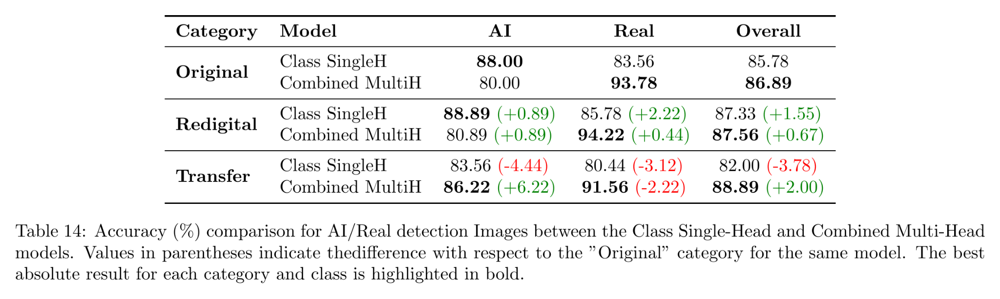 Category Model AI Real Overall
Original Class SingleH 88.00 83.56 85.78
Combined MultiH 80.00 93.78 86.89
Redigital Class SingleH 88.89 (+0.89) 85.78 (+2.22) 87.33 (+1.55)
Combined MultiH 80.89 (+0.89) 94.22 (+0.44) 87.56 (+0.67)
Transfer Class SingleH 83.56 (-4.44) 80.44 (-3.12) 82.00 (-3.78)
Combined MultiH 86.22 (+6.22) 91.56 (-2.22) 88.89 (+2.00)
Table 14: Accuracy (%) comparison for AI/Real detection Images between the Class Single-Head and Combined Multi-Head
models. Values in parentheses indicate thedifference with respect to the ”Original” category for the same model. The best
absolute result for each category and class is highlighted in bold.